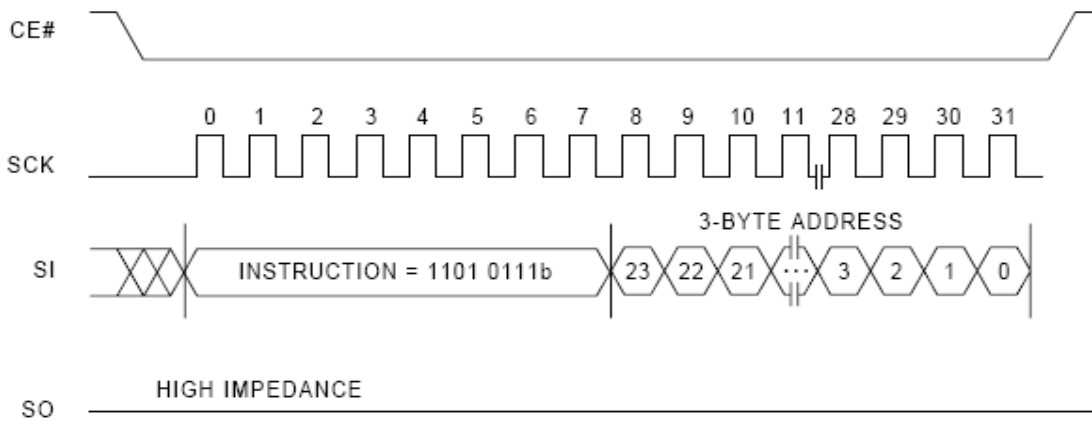 CE#
0 1 2 3 4 5 6 7 8 9 10 11 28 29 30 31
SCK
3-BYTE ADDRESS
SI INSTRUCTION = 1101 0111b 23 22 21 ... 3 2 1 0
HIGH IMPEDANCE
SO